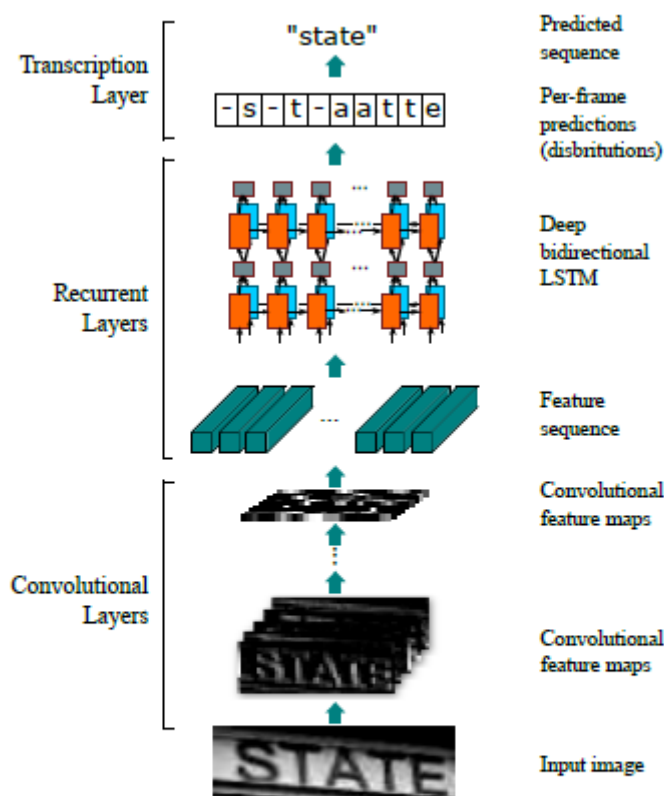 "state"
Predicted
sequence
Transcription
Layer
-s-t-aatte
Per-frame
predictions
(disbritutions)
Recurrent
Layers
Deep
bidirectional
LSTM
Feature
sequence
Convolutional
Layers
Convolutional
feature maps
Convolutional
feature maps
STATE
STATE
Input image